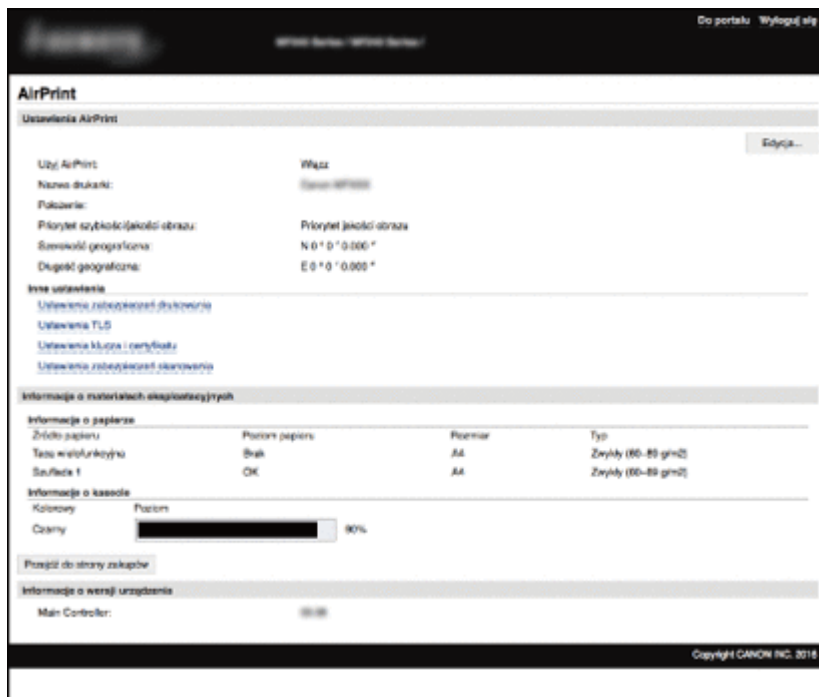 Do portalu Wyloguj się
AirPrint
Ustawienia AirPrint
Edycja...
Użyj AirPrint: Włącz
Nazwa drukarki:
Położenie:
Priorytet szybkości/jakości obrazu: Priorytet jakości obrazu
Szerokość geograficzna: N 0 ° 0 ' 0.000 "
Długość geograficzna: E 0 ° 0 ' 0.000 "
Inne ustawienia
Ustawienia zabezpieczeń drukowania
Ustawienia TLS
Ustawienia klucza i certyfikatu
Ustawienia zabezpieczeń skanowania
Informacje o materiałach eksploatacyjnych
Informacje o papierze
Źródło papieru Poziom papieru Rozmiar Typ
Taca wielofunkcyjna Brak A4 Zwykły (60-89 g/m2)
Szuflada 1 OK A4 Zwykły (60-89 g/m2)
Informacje o kasecie
Kolorowy Poziom
Czarny 90%
Przejdź do strony zakupów
Informacje o wersji urządzenia
Main Controller:
Copyright CANON INC. 2016